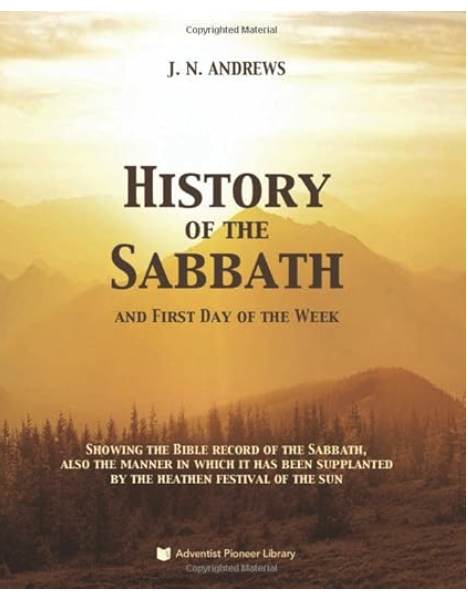 Copyrighted Material
J. N. ANDREWS
HISTORY
OF THE
SABBATH
AND FIRST DAY OF THE WEEK
SHOWING THE BIBLE RECORD OF THE SABBATH,
ALSO THE MANNER IN WHICH IT HAS BEEN SUPPLANTED
BY THE HEATHEN FESTIVAL OF THE SUN
Adventist Pioneer Library
Copyrighted Material